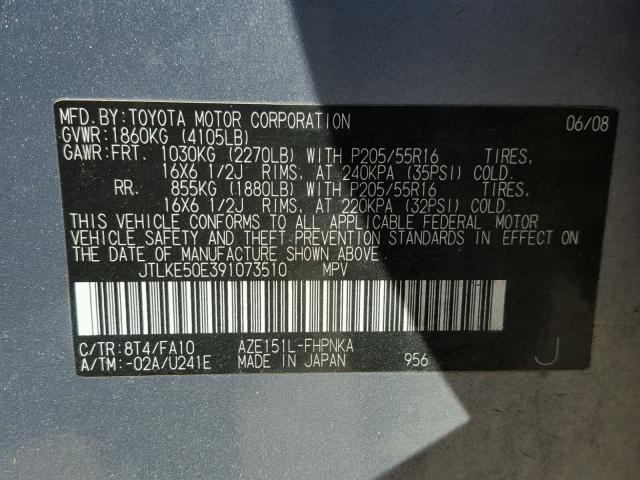 MFD.BY:TOYOTA MOTOR CORPORATION 06/08
GVWR:1860KG (4105LB)
GAWR:FRT. 1030KG (2270LB) WITH P205/55R16 TIRES,
16X6 1/2J RIMS, AT 240KPA (35PSI) COLD.
RR. 855KG (1880LB) WITH P205/55R16 TIRES,
16X6 1/2J RIMS, AT 220KPA (32PSI) COLD.
THIS VEHICLE CONFORMS TO ALL APPLICABLE FEDERAL MOTOR
VEHICLE SAFETY AND THEFT PREVENTION STANDARDS IN EFFECT ON
THE DATE OF MANUFACTURE SHOWN ABOVE.
JTLKE50E391073510 MPV
C/TR:8T4/FA10 AZE151L-FHPNKA
A/TM:-02A/U241E MADE IN JAPAN 956 J